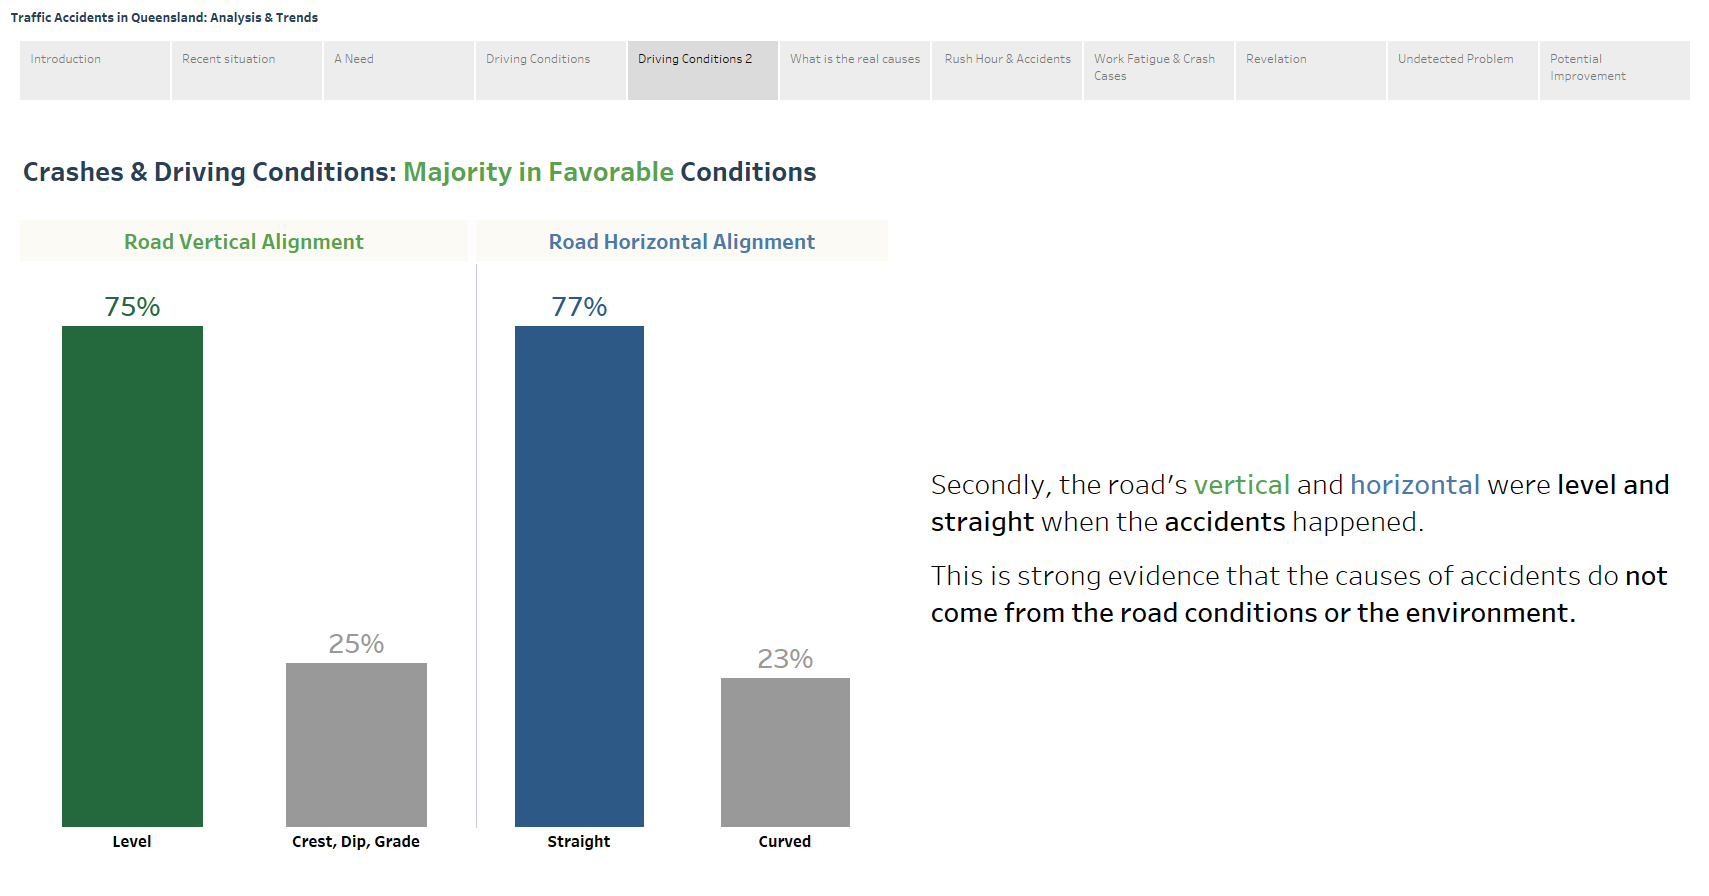 Traffic Accidents in Queensland: Analysis & Trends
Introduction
Recent situation
A Need
Driving Conditions
Driving Conditions 2
What is the real causes
Rush Hour & Accidents
Work Fatigue & Crash
Cases
Revelation
Undetected Problem
Potential
Improvement
Crashes & Driving Conditions: Majority in Favorable Conditions
Road Vertical Alignment
Road Horizontal Alignment
75%
25%
77%
23%
Level
Crest, Dip, Grade
Straight
Curved
Secondly, the road's vertical and horizontal were level and
straight when the accidents happened.
This is strong evidence that the causes of accidents do not
come from the road conditions or the environment.